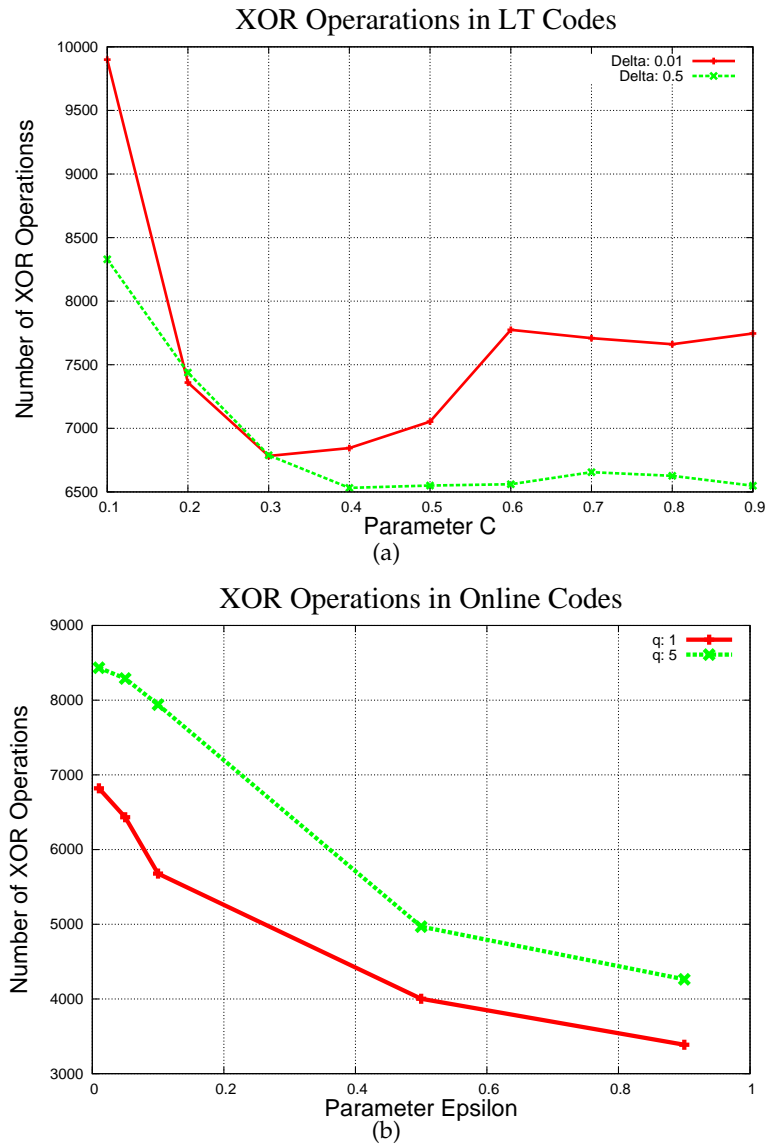 XOR Operarations in LT Codes
Delta: 0.01
Delta: 0.5
Number of XOR Operationss
10000
9500
9000
8500
8000
7500
7000
6500
0.1 0.2 0.3 0.4 0.5 0.6 0.7 0.8 0.9
Parameter C
(a)
XOR Operations in Online Codes
q: 1
q: 5
Number of XOR Operations
9000
8000
7000
6000
5000
4000
3000
0 0.2 0.4 0.6 0.8 1
Parameter Epsilon
(b)